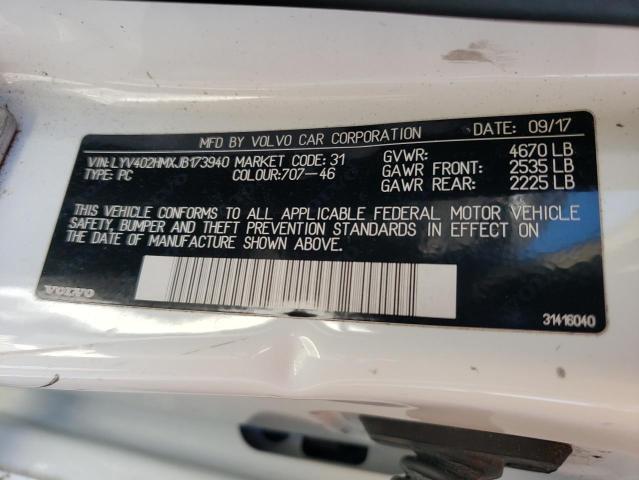 MFD BY VOLVO CAR CORPORATION DATE: 09/17
VIN: LYV402HMXJB173940 MARKET CODE: 31 GVWR: 4670 LB
TYPE: PC COLOUR: 707-46 GAWR FRONT: 2535 LB
GAWR REAR: 2225 LB
THIS VEHICLE CONFORMS TO ALL APPLICABLE FEDERAL MOTOR VEHICLE
SAFETY, BUMPER AND THEFT PREVENTION STANDARDS IN EFFECT ON
THE DATE OF MANUFACTURE SHOWN ABOVE.
VOLVO
31416040